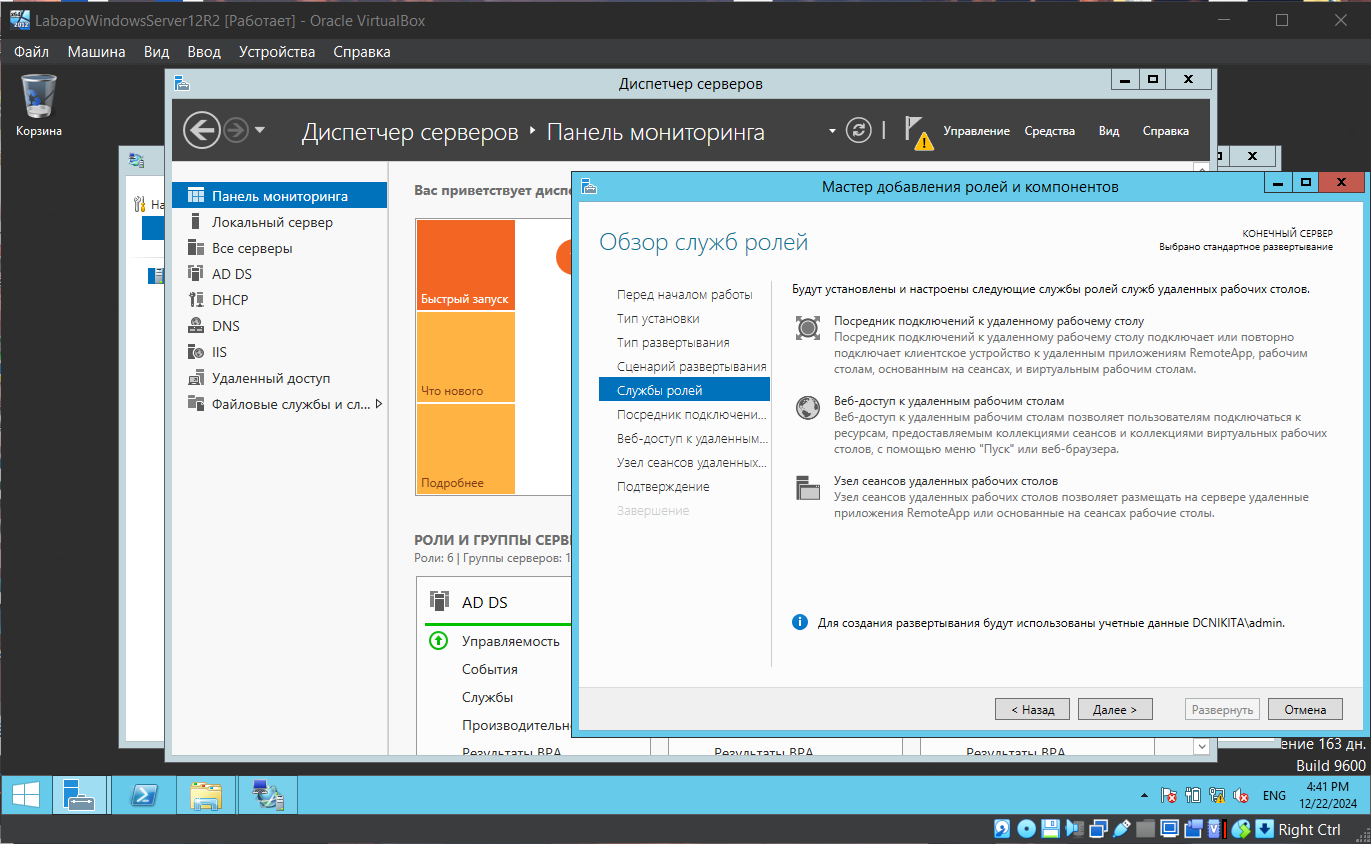 LabapoWindowsServer12R2 [Работает] - Oracle VirtualBox
Файл Машина Вид Ввод Устройства Справка
Корзина
Диспетчер серверов
Диспетчер серверов Панель мониторинга
Управление Средства Вид Справка
На
Панель мониторинга
Локальный сервер
Все серверы
AD DS
DHCP
DNS
IIS
Удаленный доступ
Файловые службы и сл...
Вас приветствует диспе
Быстрый запуск
Что нового
Подробнее
РОЛИ И ГРУППЫ СЕРВ
Роли: 6 | Группы серверов: 1
AD DS
Управляемость
События
Службы
Производительн
Результаты BPA
Результаты BPA
Результаты BPA
Мастер добавления ролей и компонентов
Обзор служб ролей
КОНЕЧНЫЙ СЕРВЕР
Выбрано стандартное развертывание
Перед началом работы
Тип установки
Тип развертывания
Сценарий развертывания
Службы ролей
Посредник подключени...
Веб-доступ к удаленным...
Узел сеансов удаленных...
Подтверждение
Завершение
Будут установлены и настроены следующие службы ролей служб удаленных рабочих столов.
Посредник подключений к удаленному рабочему столу
Посредник подключений к удаленному рабочему столу подключает или повторно
подключает клиентское устройство к удаленным приложениям RemoteApp, рабочим
столам, основанным на сеансах, и виртуальным рабочим столам.
Веб-доступ к удаленным рабочим столам
Веб-доступ к удаленным рабочим столам позволяет пользователям подключаться к
ресурсам, предоставляемым коллекциями сеансов и коллекциями виртуальных рабочих
столов, с помощью меню "Пуск" или веб-браузера.
Узел сеансов удаленных рабочих столов
Узел сеансов удаленных рабочих столов позволяет размещать на сервере удаленные
приложения RemoteApp или основанные на сеансах рабочие столы.
Для создания развертывания будут использованы учетные данные DCNIKITA\admin.
< Назад Далее > Развернуть Отмена
ение 163 дн.
Build 9600
ENG
4:41 PM
12/22/2024
Right Ctrl